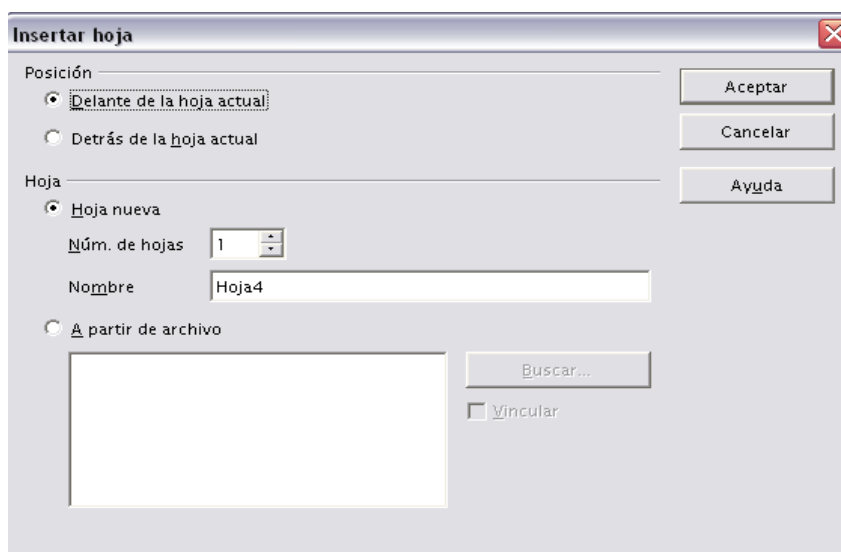 Insertar hoja
Posición
Delante de la hoja actual
Detrás de la hoja actual
Aceptar
Cancelar
Ayuda
Hoja
Hoja nueva
Núm. de hojas 1
Nombre Hoja4
A partir de archivo
Buscar...
Vincular